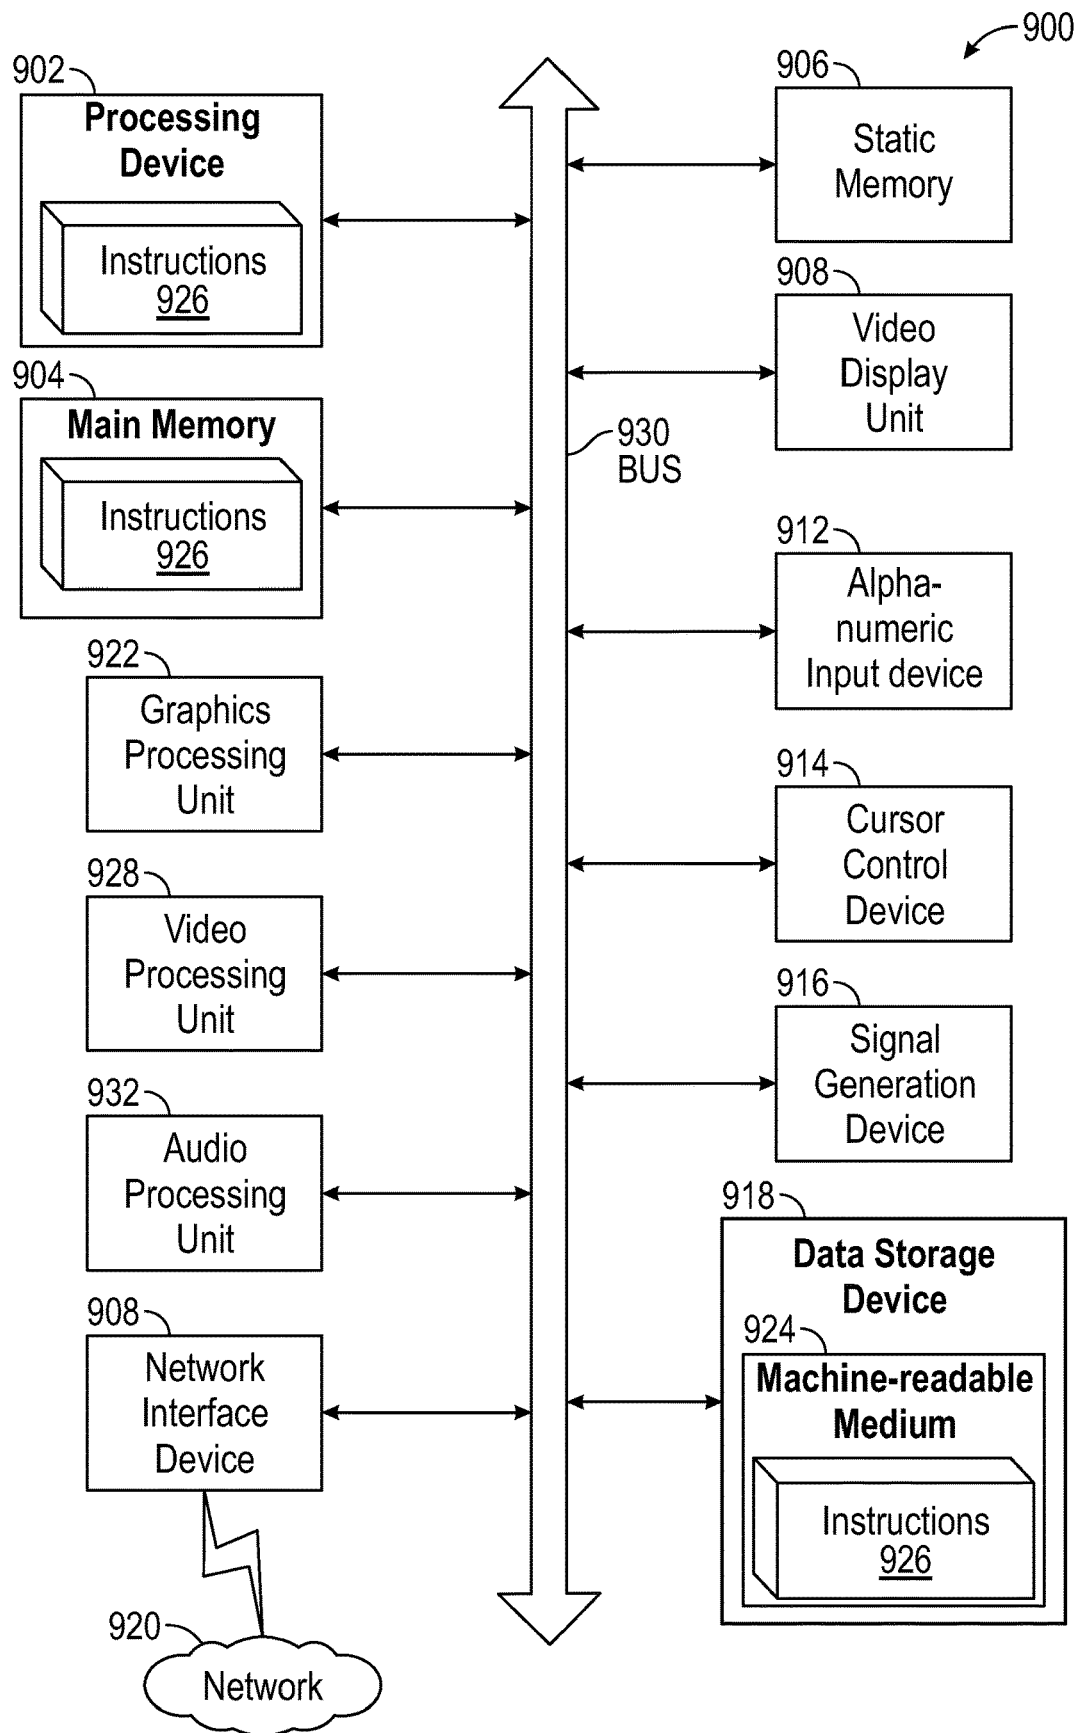 900
902
Processing
Device
Instructions
926
904
Main Memory
Instructions
926
922
Graphics
Processing
Unit
928
Video
Processing
Unit
932
Audio
Processing
Unit
908
Network
Interface
Device
920
Network
930
BUS
906
Static
Memory
908
Video
Display
Unit
912
Alpha-
numeric
Input device
914
Cursor
Control
Device
916
Signal
Generation
Device
918
Data Storage
Device
924
Machine-readable
Medium
Instructions
926